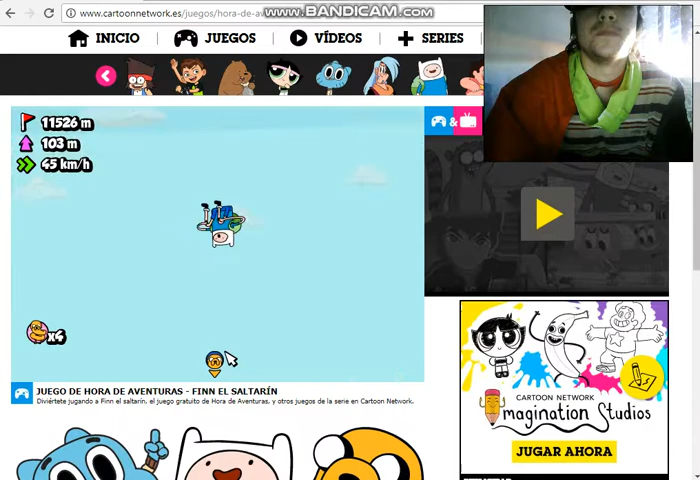 www.cartoonnetwork.es/juegos/hora-de-av
WWW.BANDICAM.COM
INICIO
JUEGOS
VÍDEOS
SERIES
11526 m
103 m
45 km/h
&
x4
JUEGO DE HORA DE AVENTURAS - FINN EL SALTARÍN
Diviértete jugando a Finn el saltarín, el juego gratuito de Hora de Aventuras, y otros juegos de la serie en Cartoon Network.
CARTOON NETWORK
Imagination Studios
JUGAR AHORA